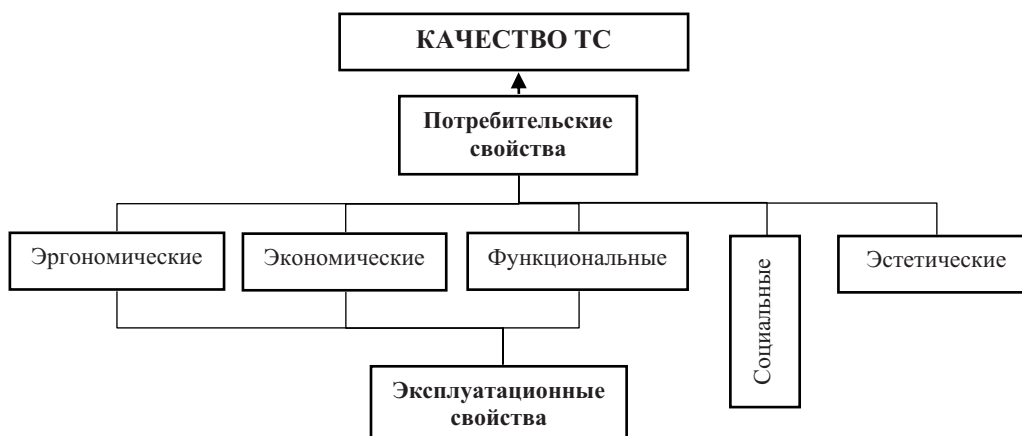 КАЧЕСТВО ТС
Потребительские
свойства
Эргономические
Экономические
Функциональные
Социальные
Эстетические
Эксплуатационные
свойства